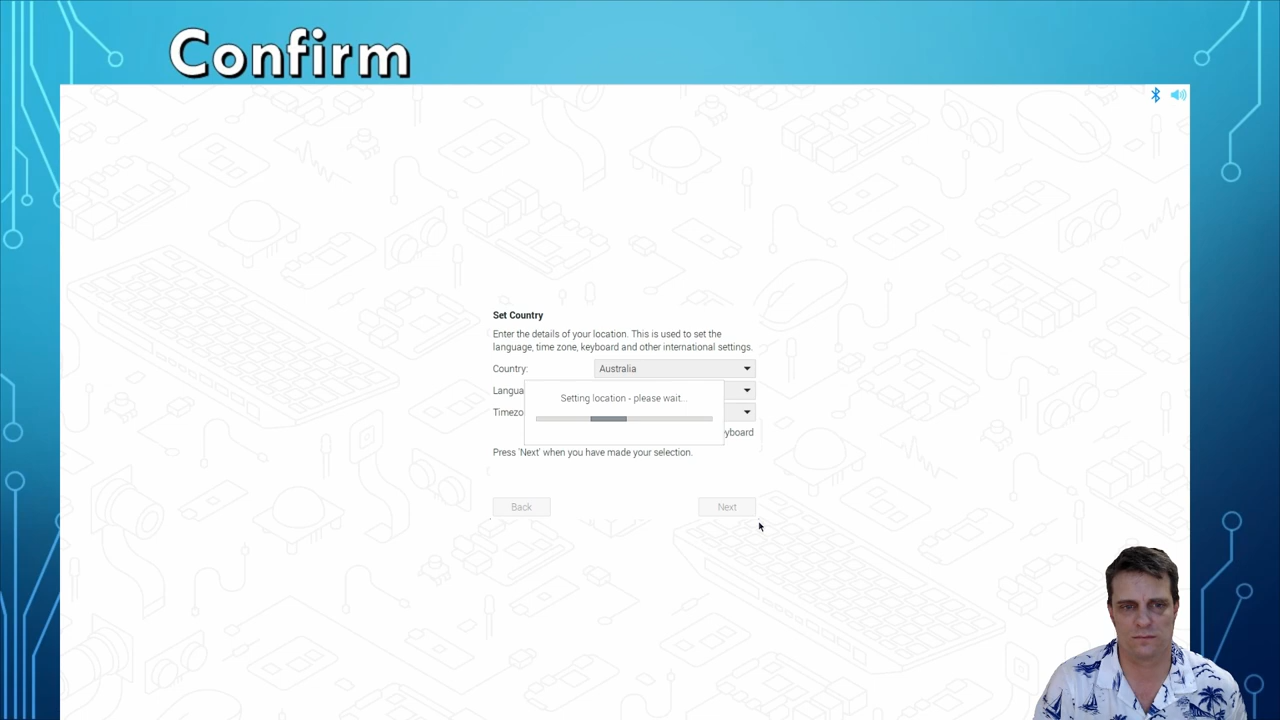 Confirm
Set Country
Enter the details of your location. This is used to set the
language, time zone, keyboard and other international settings.
Country: Australia
Langua
Setting location - please wait...
Timezo
yboard
Press 'Next' when you have made your selection.
Back Next